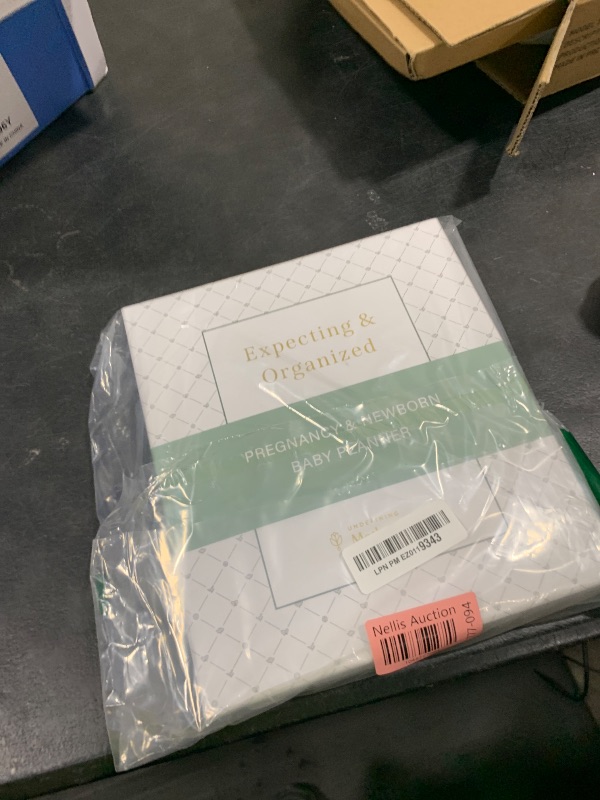 Expecting &
Organized
PREGNANCY & NEWBORN
BABY PLANNER
LPN PM EZ0119343
Nellis Auction